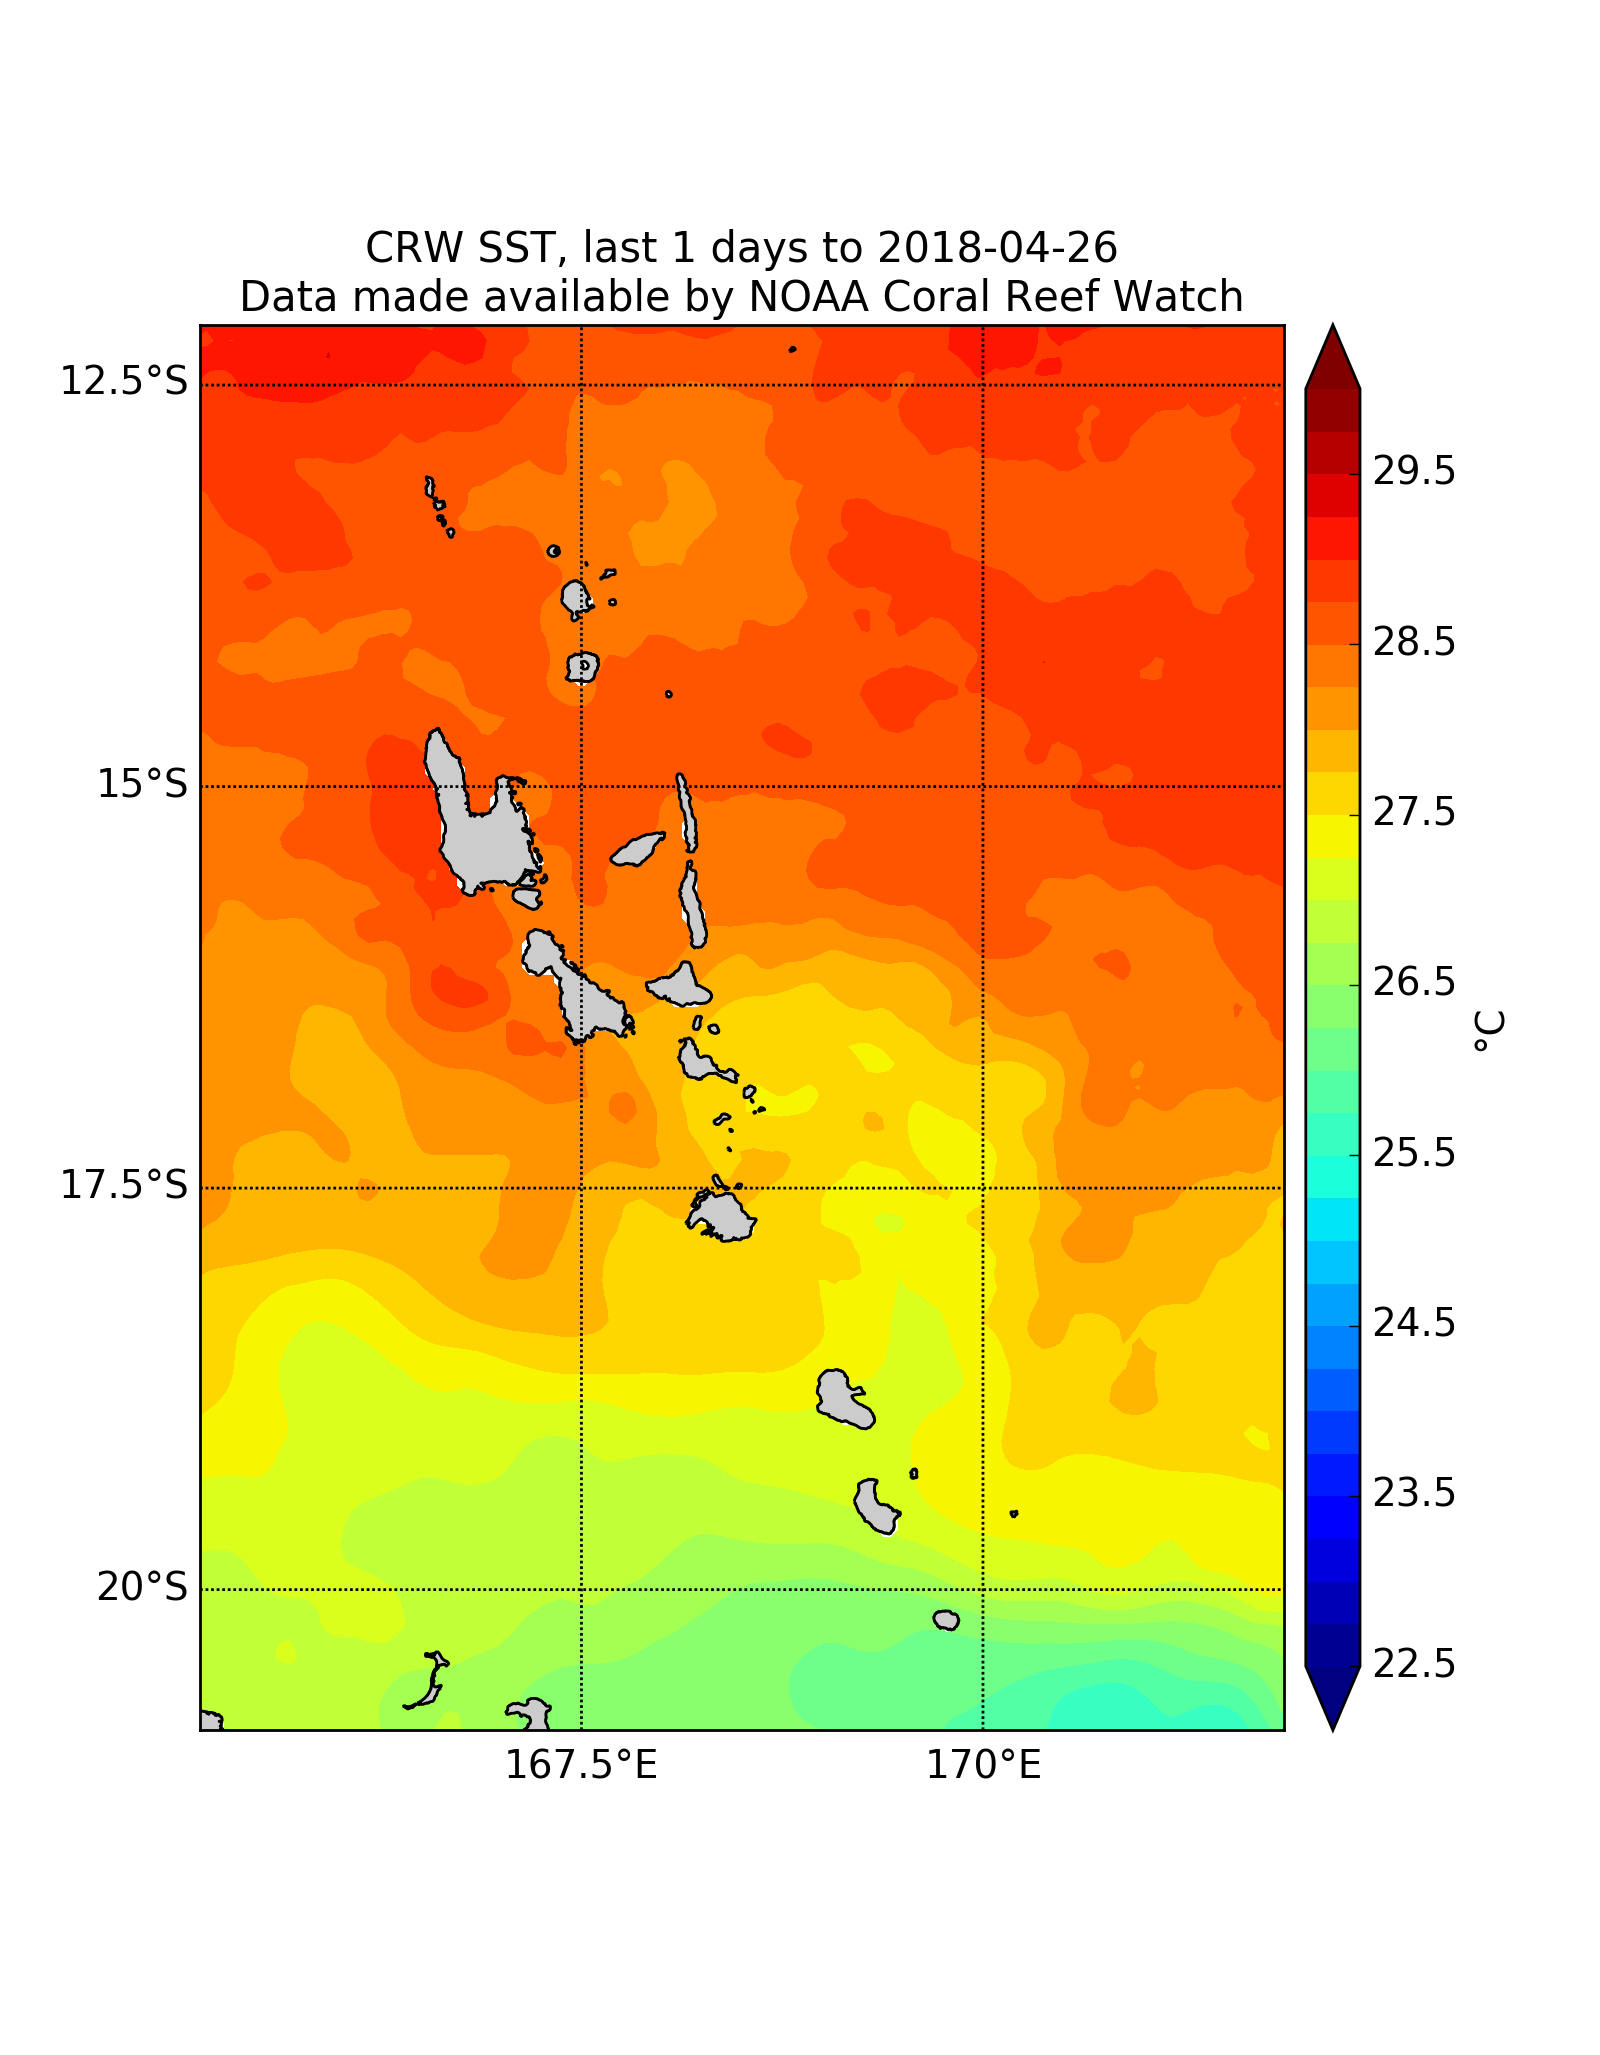 CRW SST, last 1 days to 2018-04-26
Data made available by NOAA Coral Reef Watch
12.5°S
15°S
17.5°S
20°S
167.5°E
170°E
29.5
28.5
27.5
26.5
25.5
24.5
23.5
22.5
°C